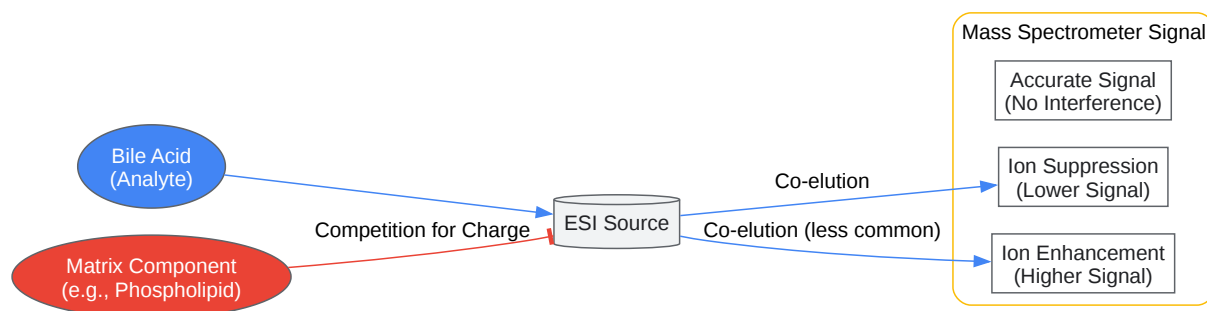 Mass Spectrometer Signal
Accurate Signal
(No Interference)
Bile Acid
(Analyte)
Co-elution
Ion Suppression
(Lower Signal)
Competition for Charge
ESI Source
Co-elution (less common)
Matrix Component
(e.g., Phospholipid)
Ion Enhancement
(Higher Signal)